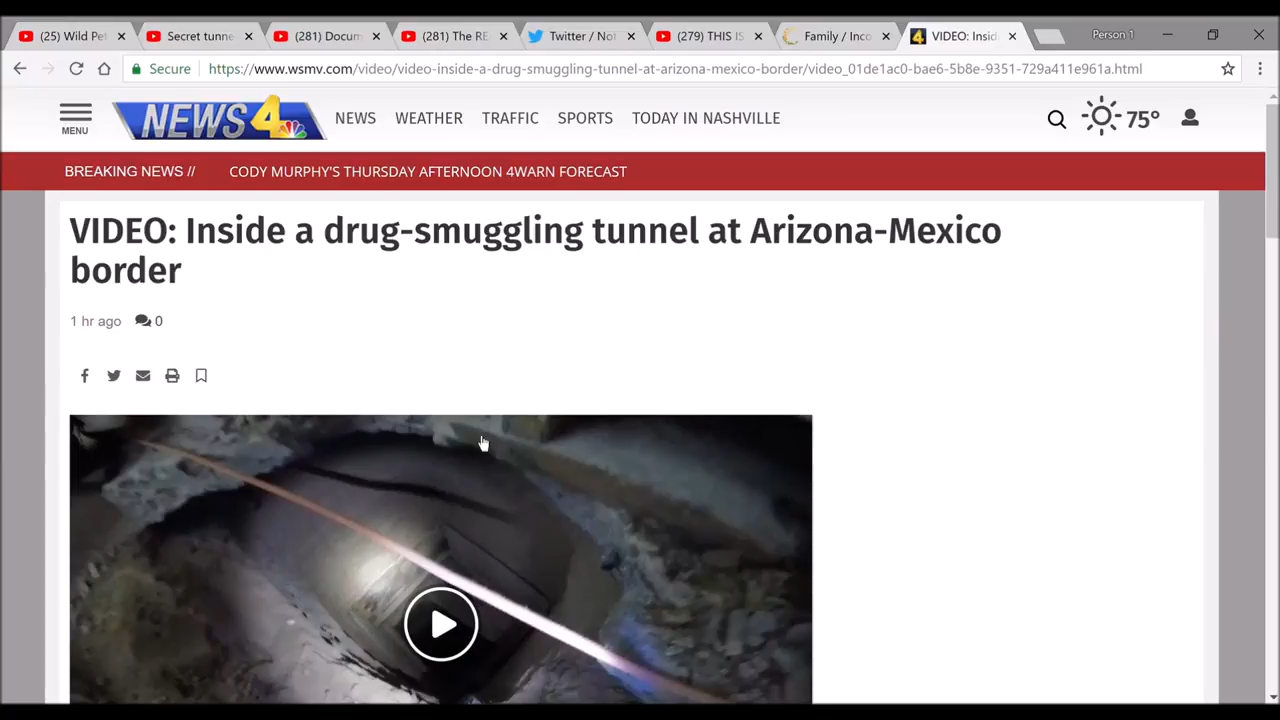 (25) Wild Pet
Secret tunne
(281) Docum
(281) The RE
Twitter / Not
(279) THIS IS
Family / Inco
VIDEO: Insid
Person 1
Secure
https://www.wsmv.com/video/video-inside-a-drug-smuggling-tunnel-at-arizona-mexico-border/video_01de1ac0-bae6-5b8e-9351-729a411e961a.html
MENU
NEWS 4
NEWS
WEATHER
TRAFFIC
SPORTS
TODAY IN NASHVILLE
75°
BREAKING NEWS //
CODY MURPHY'S THURSDAY AFTERNOON 4WARN FORECAST
VIDEO: Inside a drug-smuggling tunnel at Arizona-Mexico
border
1 hr ago
0